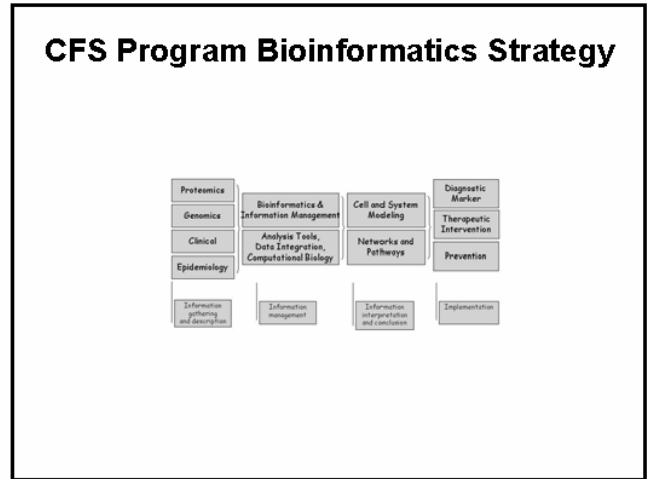 CFS Program Bioinformatics Strategy
Proteomics
Genomics
Clinical
Epidemiology
Bioinformatics &
Information Management
Analysis Tools,
Data Integration,
Computational Biology
Cell and System
Modeling
Networks and
Pathways
Diagnostic
Marker
Therapeutic
Intervention
Prevention
Information
gathering
and description
Information
management
Information
interpretation
and conclusion
Implementation